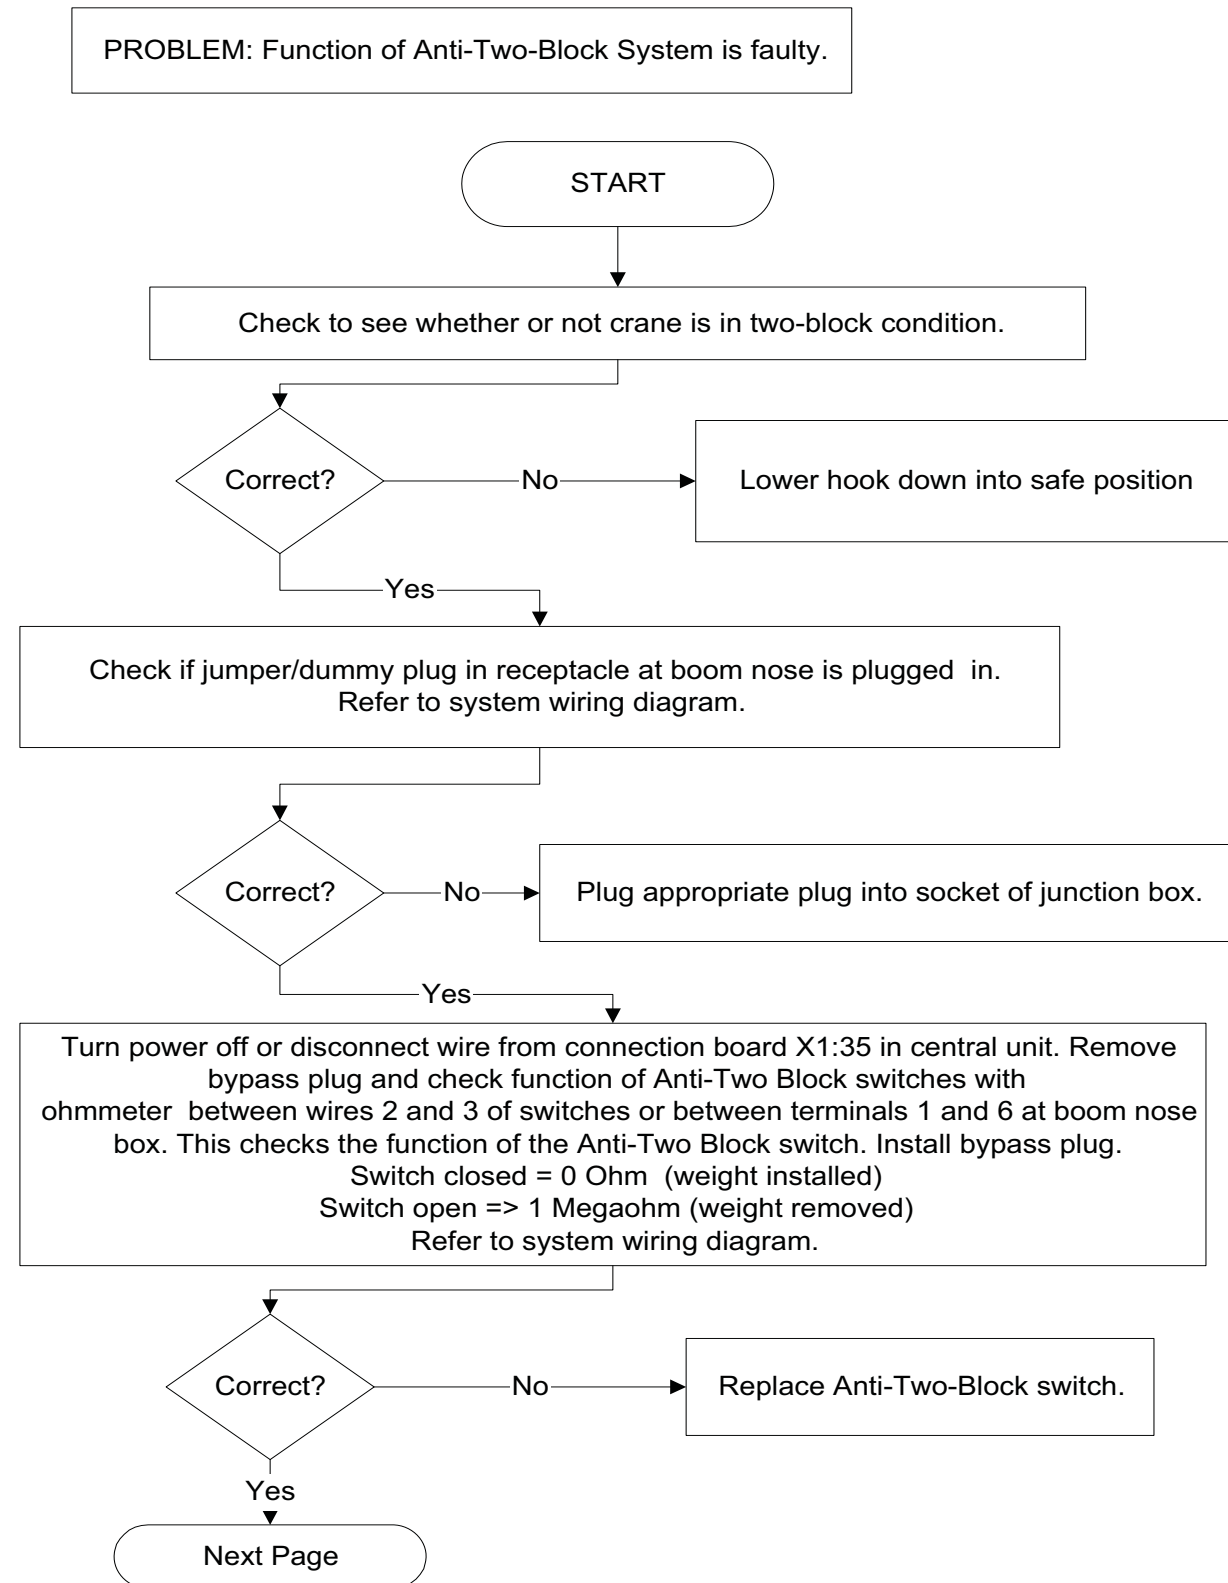 PROBLEM: Function of Anti-Two-Block System is faulty.
START
Check to see whether or not crane is in two-block condition.
Correct?
No
Lower hook down into safe position
Yes
Check if jumper/dummy plug in receptacle at boom nose is plugged in.
Refer to system wiring diagram.
Correct?
No
Plug appropriate plug into socket of junction box.
Yes
Turn power off or disconnect wire from connection board X1:35 in central unit. Remove
bypass plug and check function of Anti-Two Block switches with
ohmmeter between wires 2 and 3 of switches or between terminals 1 and 6 at boom nose
box. This checks the function of the Anti-Two Block switch. Install bypass plug.
Switch closed = 0 Ohm (weight installed)
Switch open => 1 Megaohm (weight removed)
Refer to system wiring diagram.
Correct?
No
Replace Anti-Two-Block switch.
Yes
Next Page